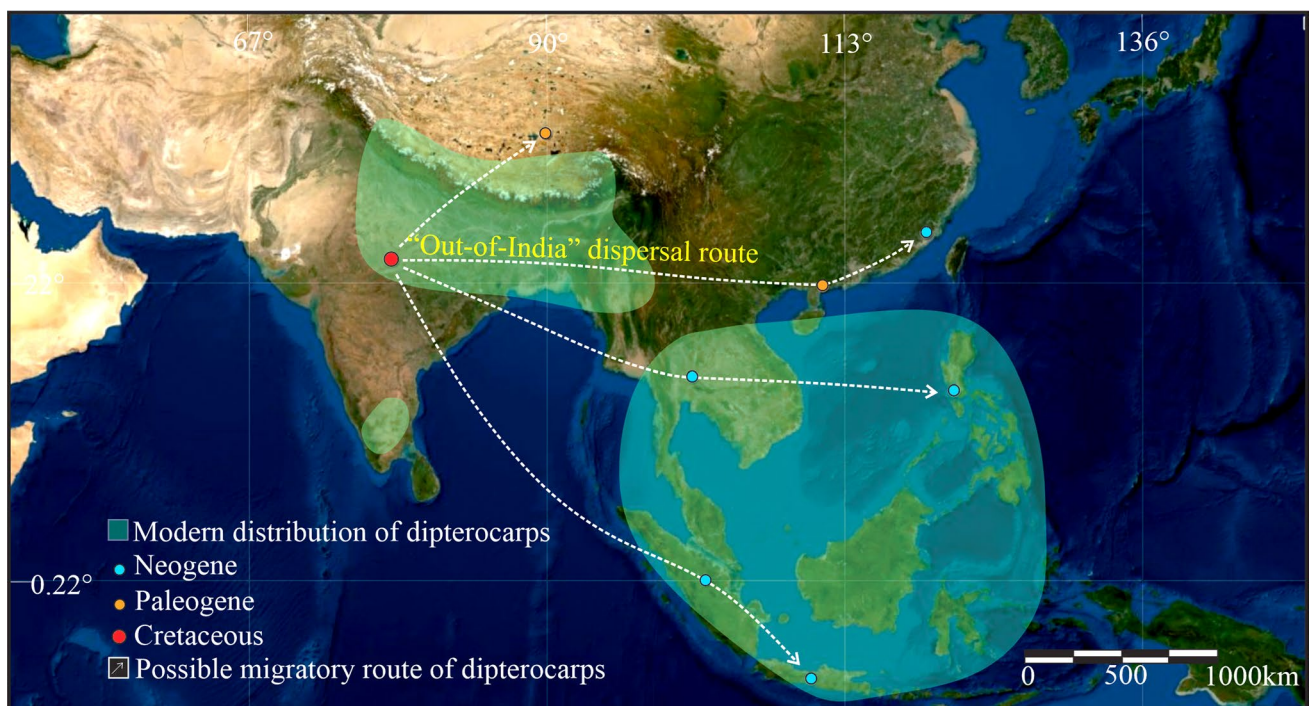 67° 90° 113° 136°
“Out-of-India” dispersal route
22°
Modern distribution of dipterocarps
Neogene
0.22°
Paleogene
Cretaceous
Possible migratory route of dipterocarps
0 500 1000km